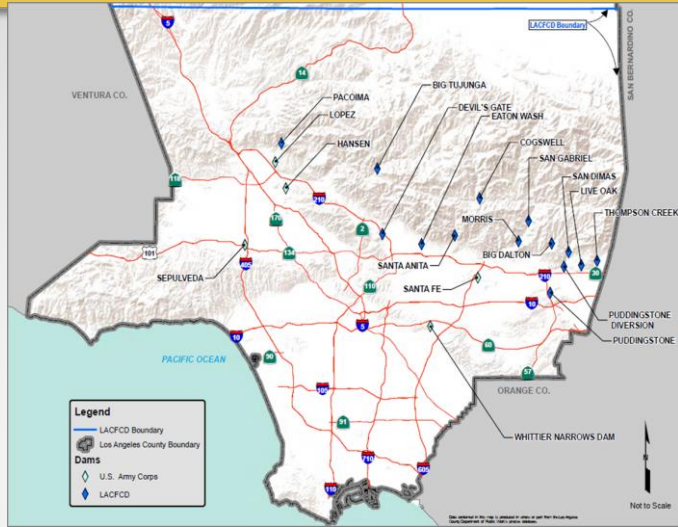 LACFCD Boundary
SAN BERNARDINO CO.
5
14
VENTURA CO.
PACOIMA
LOPEZ
HANSEN
BIG TUJUNGA
DEVIL'S GATE
EATON WASH
COGSWELL
SAN GABRIEL
SAN DIMAS
LIVE OAK
THOMPSON CREEK
118
210
170
2
MORRIS
101
134
405
SEPULVEDA
SANTA ANITA
BIG DALTON
110
SANTA FE
210
30
10
PUDDINGSTONE
DIVERSION
PUDDINGSTONE
5
10
60
PACIFIC OCEAN
90
57
ORANGE CO.
105
91
WHITTIER NARROWS DAM
710
605
110
Legend
LACFCD Boundary
Los Angeles County Boundary
Dams
U.S. Army Corps
LACFCD
Not to Scale